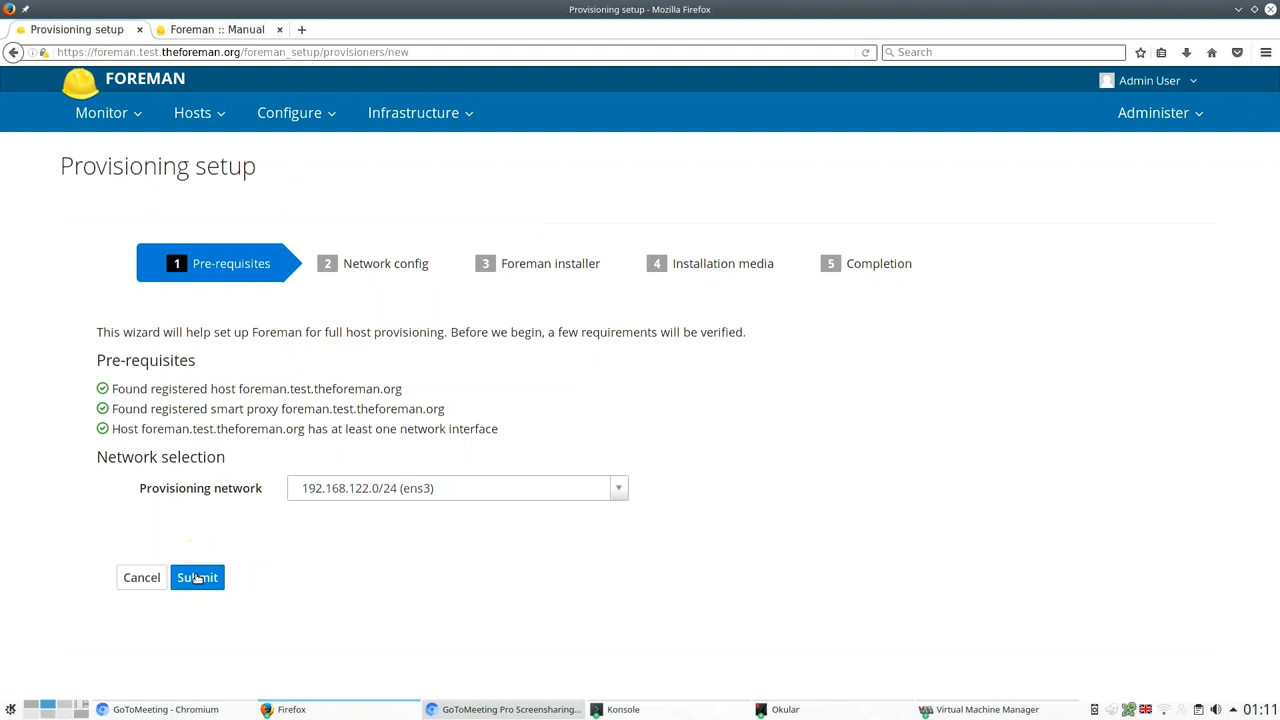 Provisioning setup - Mozilla Firefox
Provisioning setup
Foreman :: Manual
https://foreman.test.theforeman.org/foreman_setup/provisioners/new
Search
FOREMAN
Admin User
Monitor
Hosts
Configure
Infrastructure
Administer
Provisioning setup
1 Pre-requisites
2 Network config
3 Foreman installer
4 Installation media
5 Completion
This wizard will help set up Foreman for full host provisioning. Before we begin, a few requirements will be verified.
Pre-requisites
Found registered host foreman.test.theforeman.org
Found registered smart proxy foreman.test.theforeman.org
Host foreman.test.theforeman.org has at least one network interface
Network selection
Provisioning network
192.168.122.0/24 (ens3)
Cancel
Submit
GoToMeeting - Chromium
Firefox
GoToMeeting Pro Screensharing...
Konsole
Okular
Virtual Machine Manager
01:11